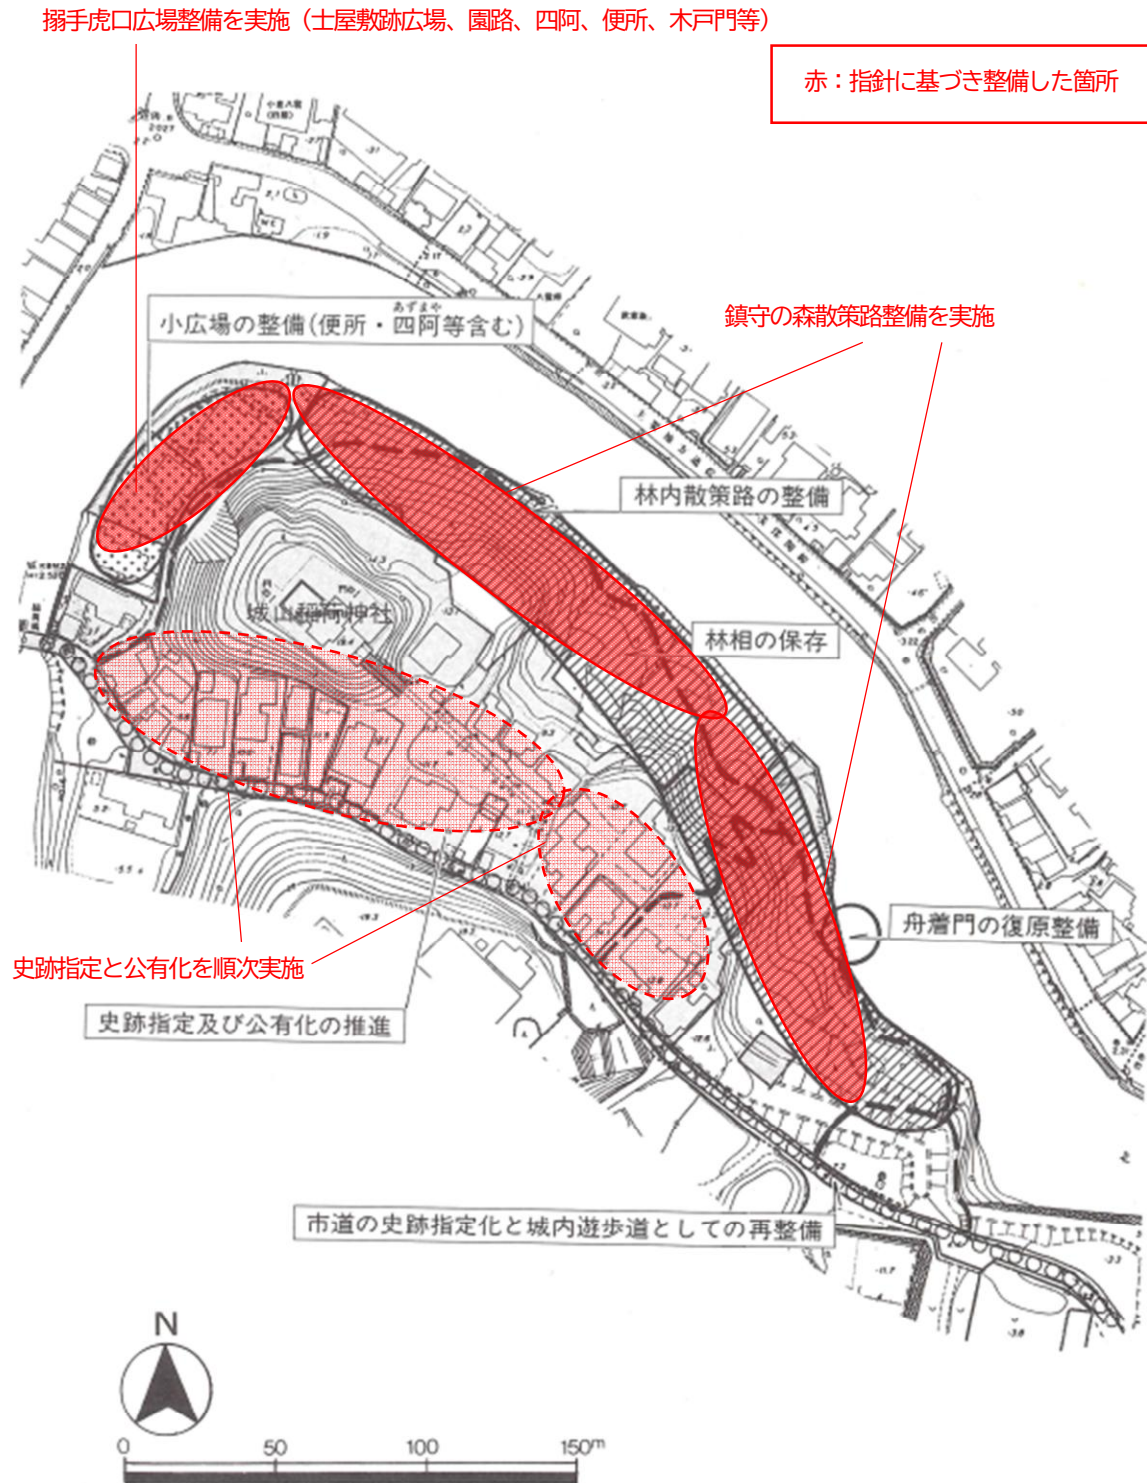 搦手虎口広場整備を実施（士屋敷跡広場、園路、四阿、便所、木戸門等）
赤：指針に基づき整備した箇所
あずまや
小広場の整備(便所・四阿等含む)
鎮守の森散策路整備を実施
林内散策路の整備
城山稲荷神社
林相の保存
舟着門の復原整備
史跡指定と公有化を順次実施
史跡指定及び公有化の推進
市道の史跡指定化と城内遊歩道としての再整備
N
0 50 100 150m